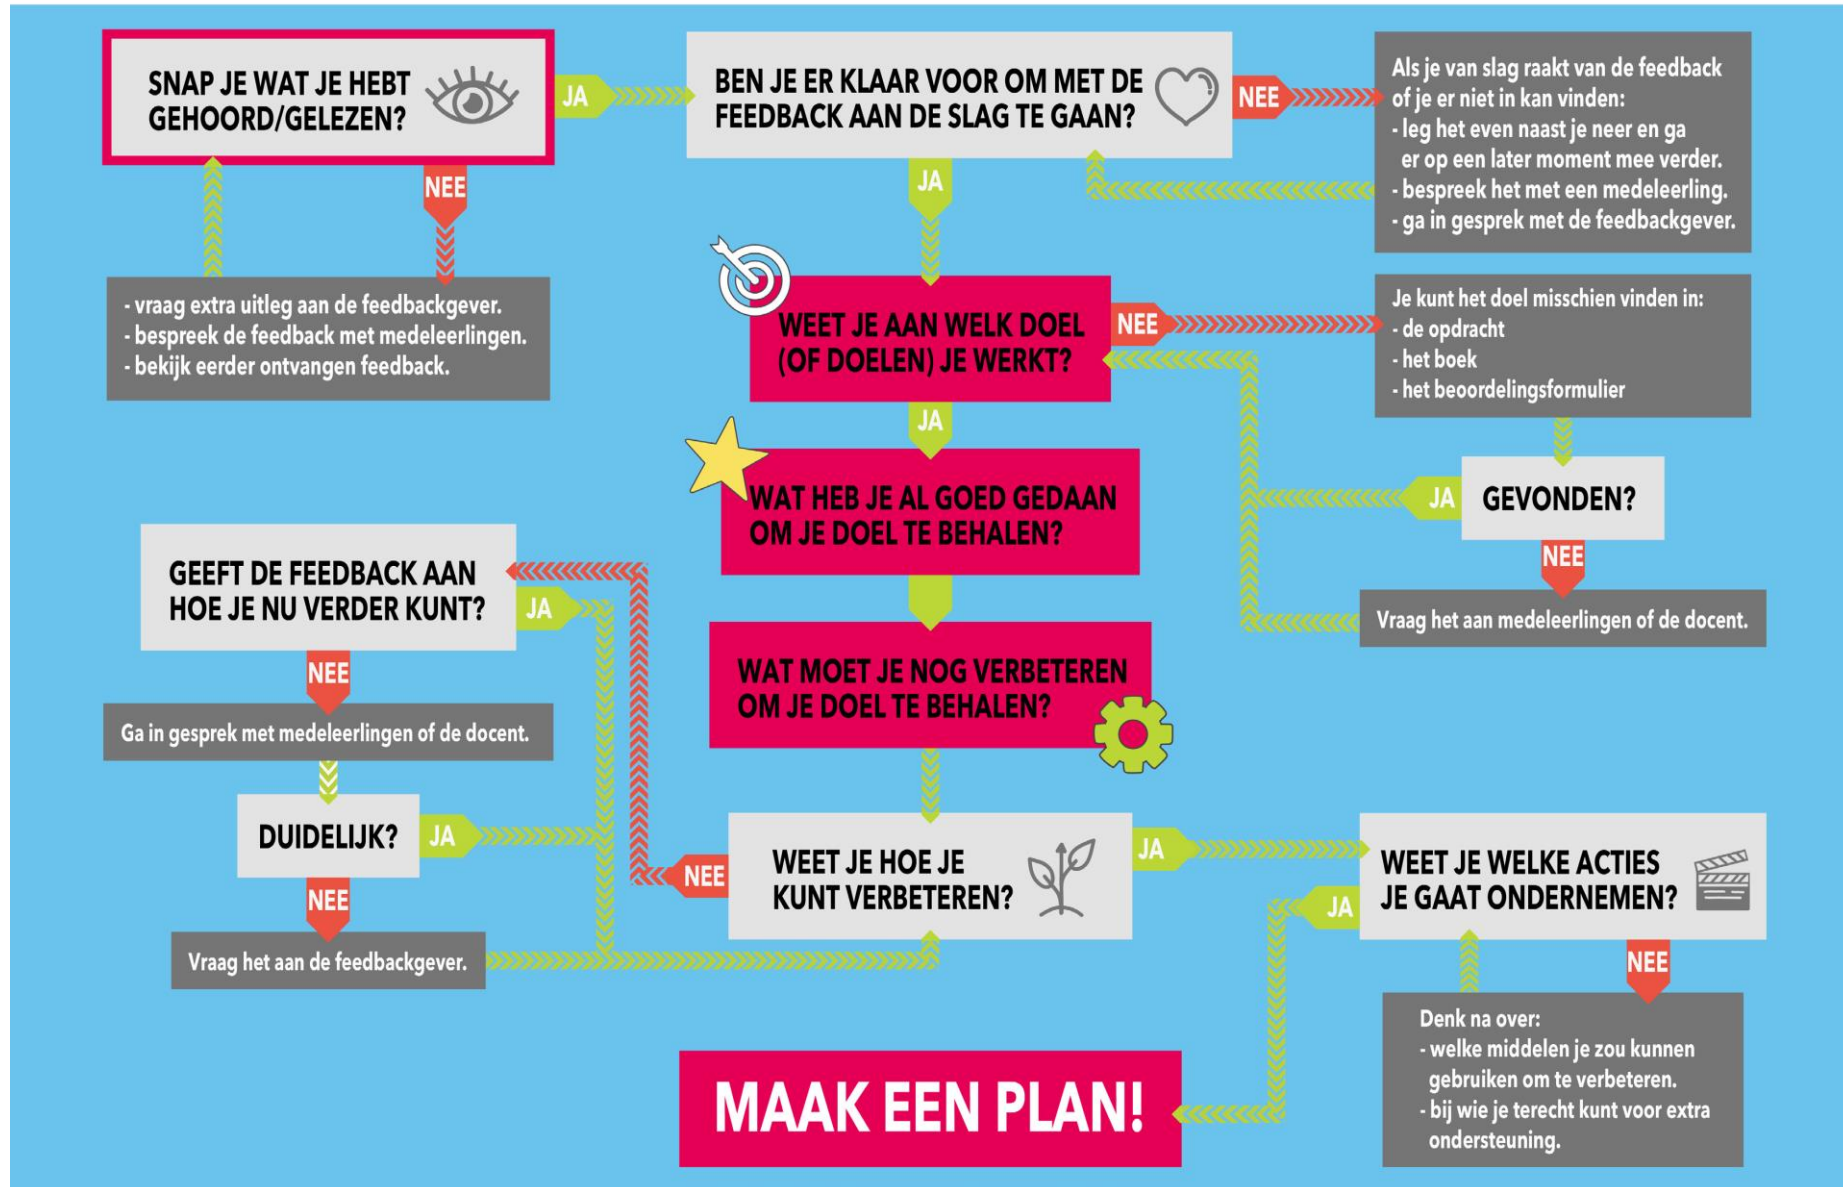 SNAP JE WAT JE HEBT
GEHOORD/GELEZEN?
JA
NEE
- vraag extra uitleg aan de feedbackgever.
- bespreek de feedback met medeleerlingen.
- bekijk eerder ontvangen feedback.
BEN JE ER KLAAR VOOR OM MET DE
FEEDBACK AAN DE SLAG TE GAAN?
NEE
JA
Als je van slag raakt van de feedback
of je er niet in kan vinden:
- leg het even naast je neer en ga
er op een later moment mee verder.
- bespreek het met een medeleerling.
- ga in gesprek met de feedbackgever.
WEET JE AAN WELK DOEL
(OF DOELEN) JE WERKT?
NEE
JA
Je kunt het doel misschien vinden in:
- de opdracht
- het boek
- het beoordelingsformulier
GEVONDEN?
JA
NEE
Vraag het aan medeleerlingen of de docent.
WAT HEB JE AL GOED GEDAAN
OM JE DOEL TE BEHALEN?
WAT MOET JE NOG VERBETEREN
OM JE DOEL TE BEHALEN?
WEET JE HOE JE
KUNT VERBETEREN?
NEE
JA
GEEFT DE FEEDBACK AAN
HOE JE NU VERDER KUNT?
JA
NEE
Ga in gesprek met medeleerlingen of de docent.
DUIDELIJK?
JA
NEE
Vraag het aan de feedbackgever.
WEET JE WELKE ACTIES
JE GAAT ONDERNEMEN?
JA
NEE
Denk na over:
- welke middelen je zou kunnen
gebruiken om te verbeteren.
- bij wie je terecht kunt voor extra
ondersteuning.
MAAK EEN PLAN!